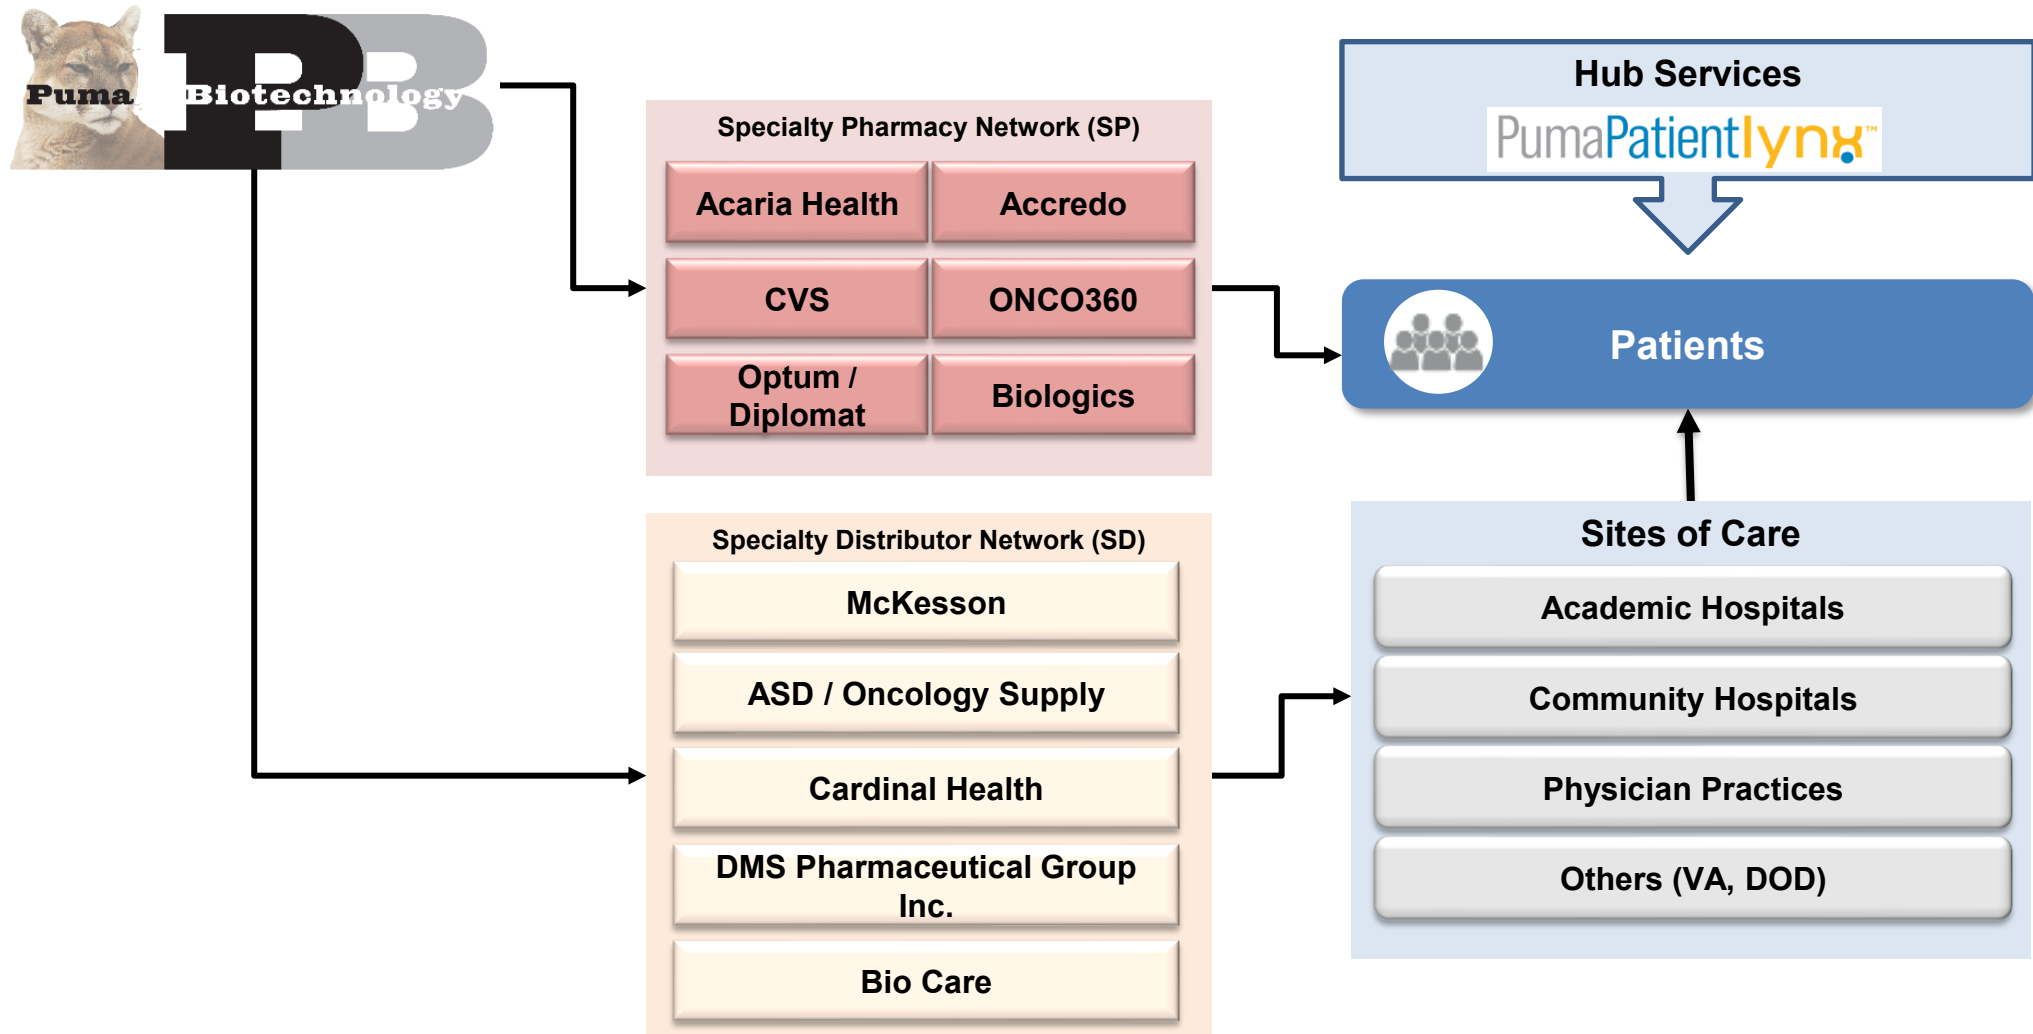 Puma Biotechnology
Hub Services
PumaPatientlynx™
Specialty Pharmacy Network (SP)
Acaria Health
Accredo
CVS
ONCO360
Optum /
Diplomat
Biologics
Patients
Specialty Distributor Network (SD)
McKesson
ASD / Oncology Supply
Cardinal Health
DMS Pharmaceutical Group
Inc.
Bio Care
Sites of Care
Academic Hospitals
Community Hospitals
Physician Practices
Others (VA, DOD)